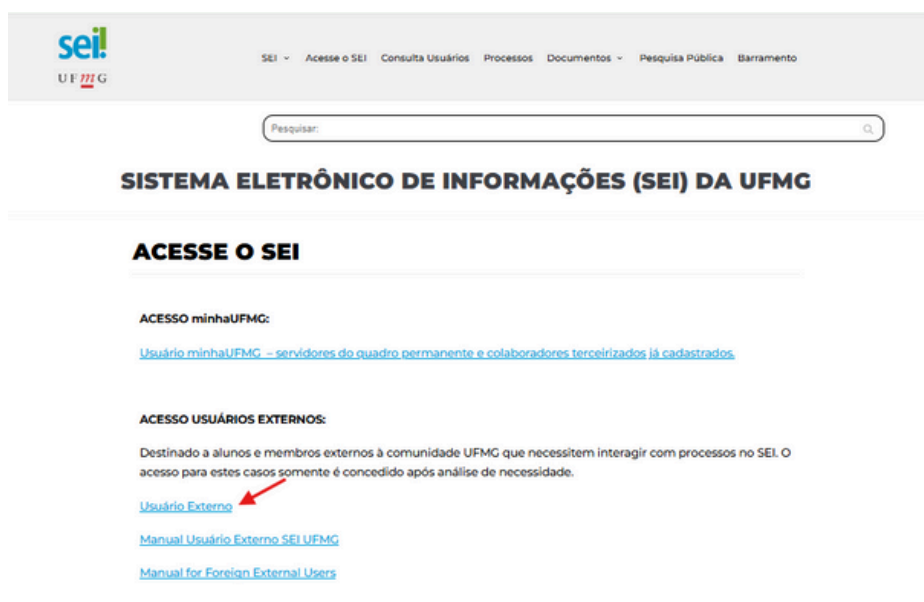 sei!
UFMG
SEI Acesse o SEI Consulta Usuários Processos Documentos Pesquisa Pública Barramento
Pesquisar:
SISTEMA ELETRÔNICO DE INFORMAÇÕES (SEI) DA UFMG
ACESSE O SEI
ACESSO minhaUFMG:
Usuário minhaUFMG – servidores do quadro permanente e colaboradores terceirizados já cadastrados.
ACESSO USUÁRIOS EXTERNOS:
Destinado a alunos e membros externos à comunidade UFMG que necessitem interagir com processos no SEI. O
acesso para estes casos somente é concedido após análise de necessidade.
Usuário Externo
Manual Usuário Externo SEI UFMG
Manual for Foreign External Users